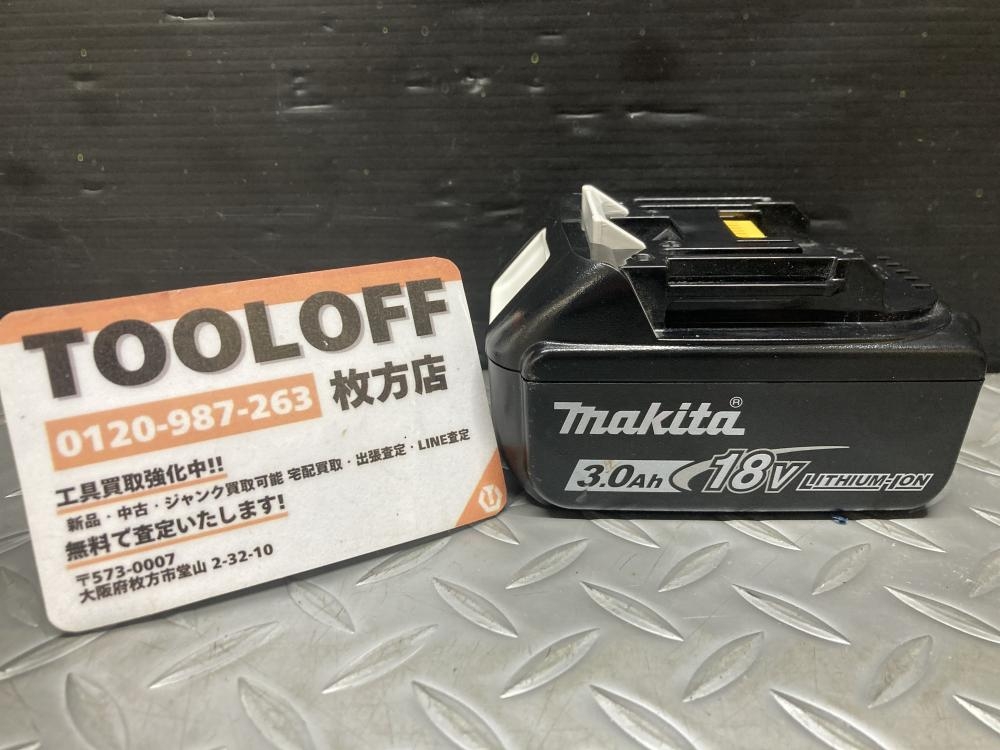 TOOLOFF
0120-987-263 枚方店
工具買取強化中!!
新品・中古・ジャンク買取可能 宅配買取・出張査定・LINE査定
無料で査定いたします!
〒573-0007
大阪府枚方市堂山 2-32-10
makita®
3.0Ah 18V LITHIUM-ION